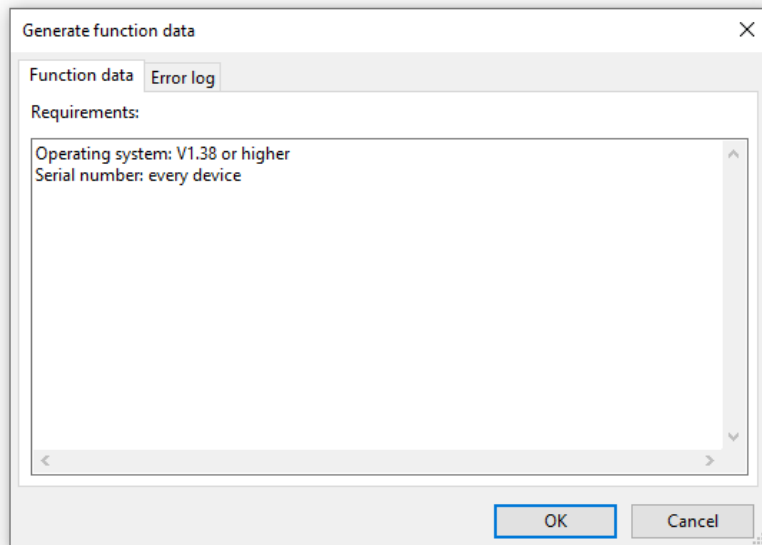 Generate function data
Function data
Error log
Requirements:
Operating system: V1.38 or higher
Serial number: every device
OK
Cancel